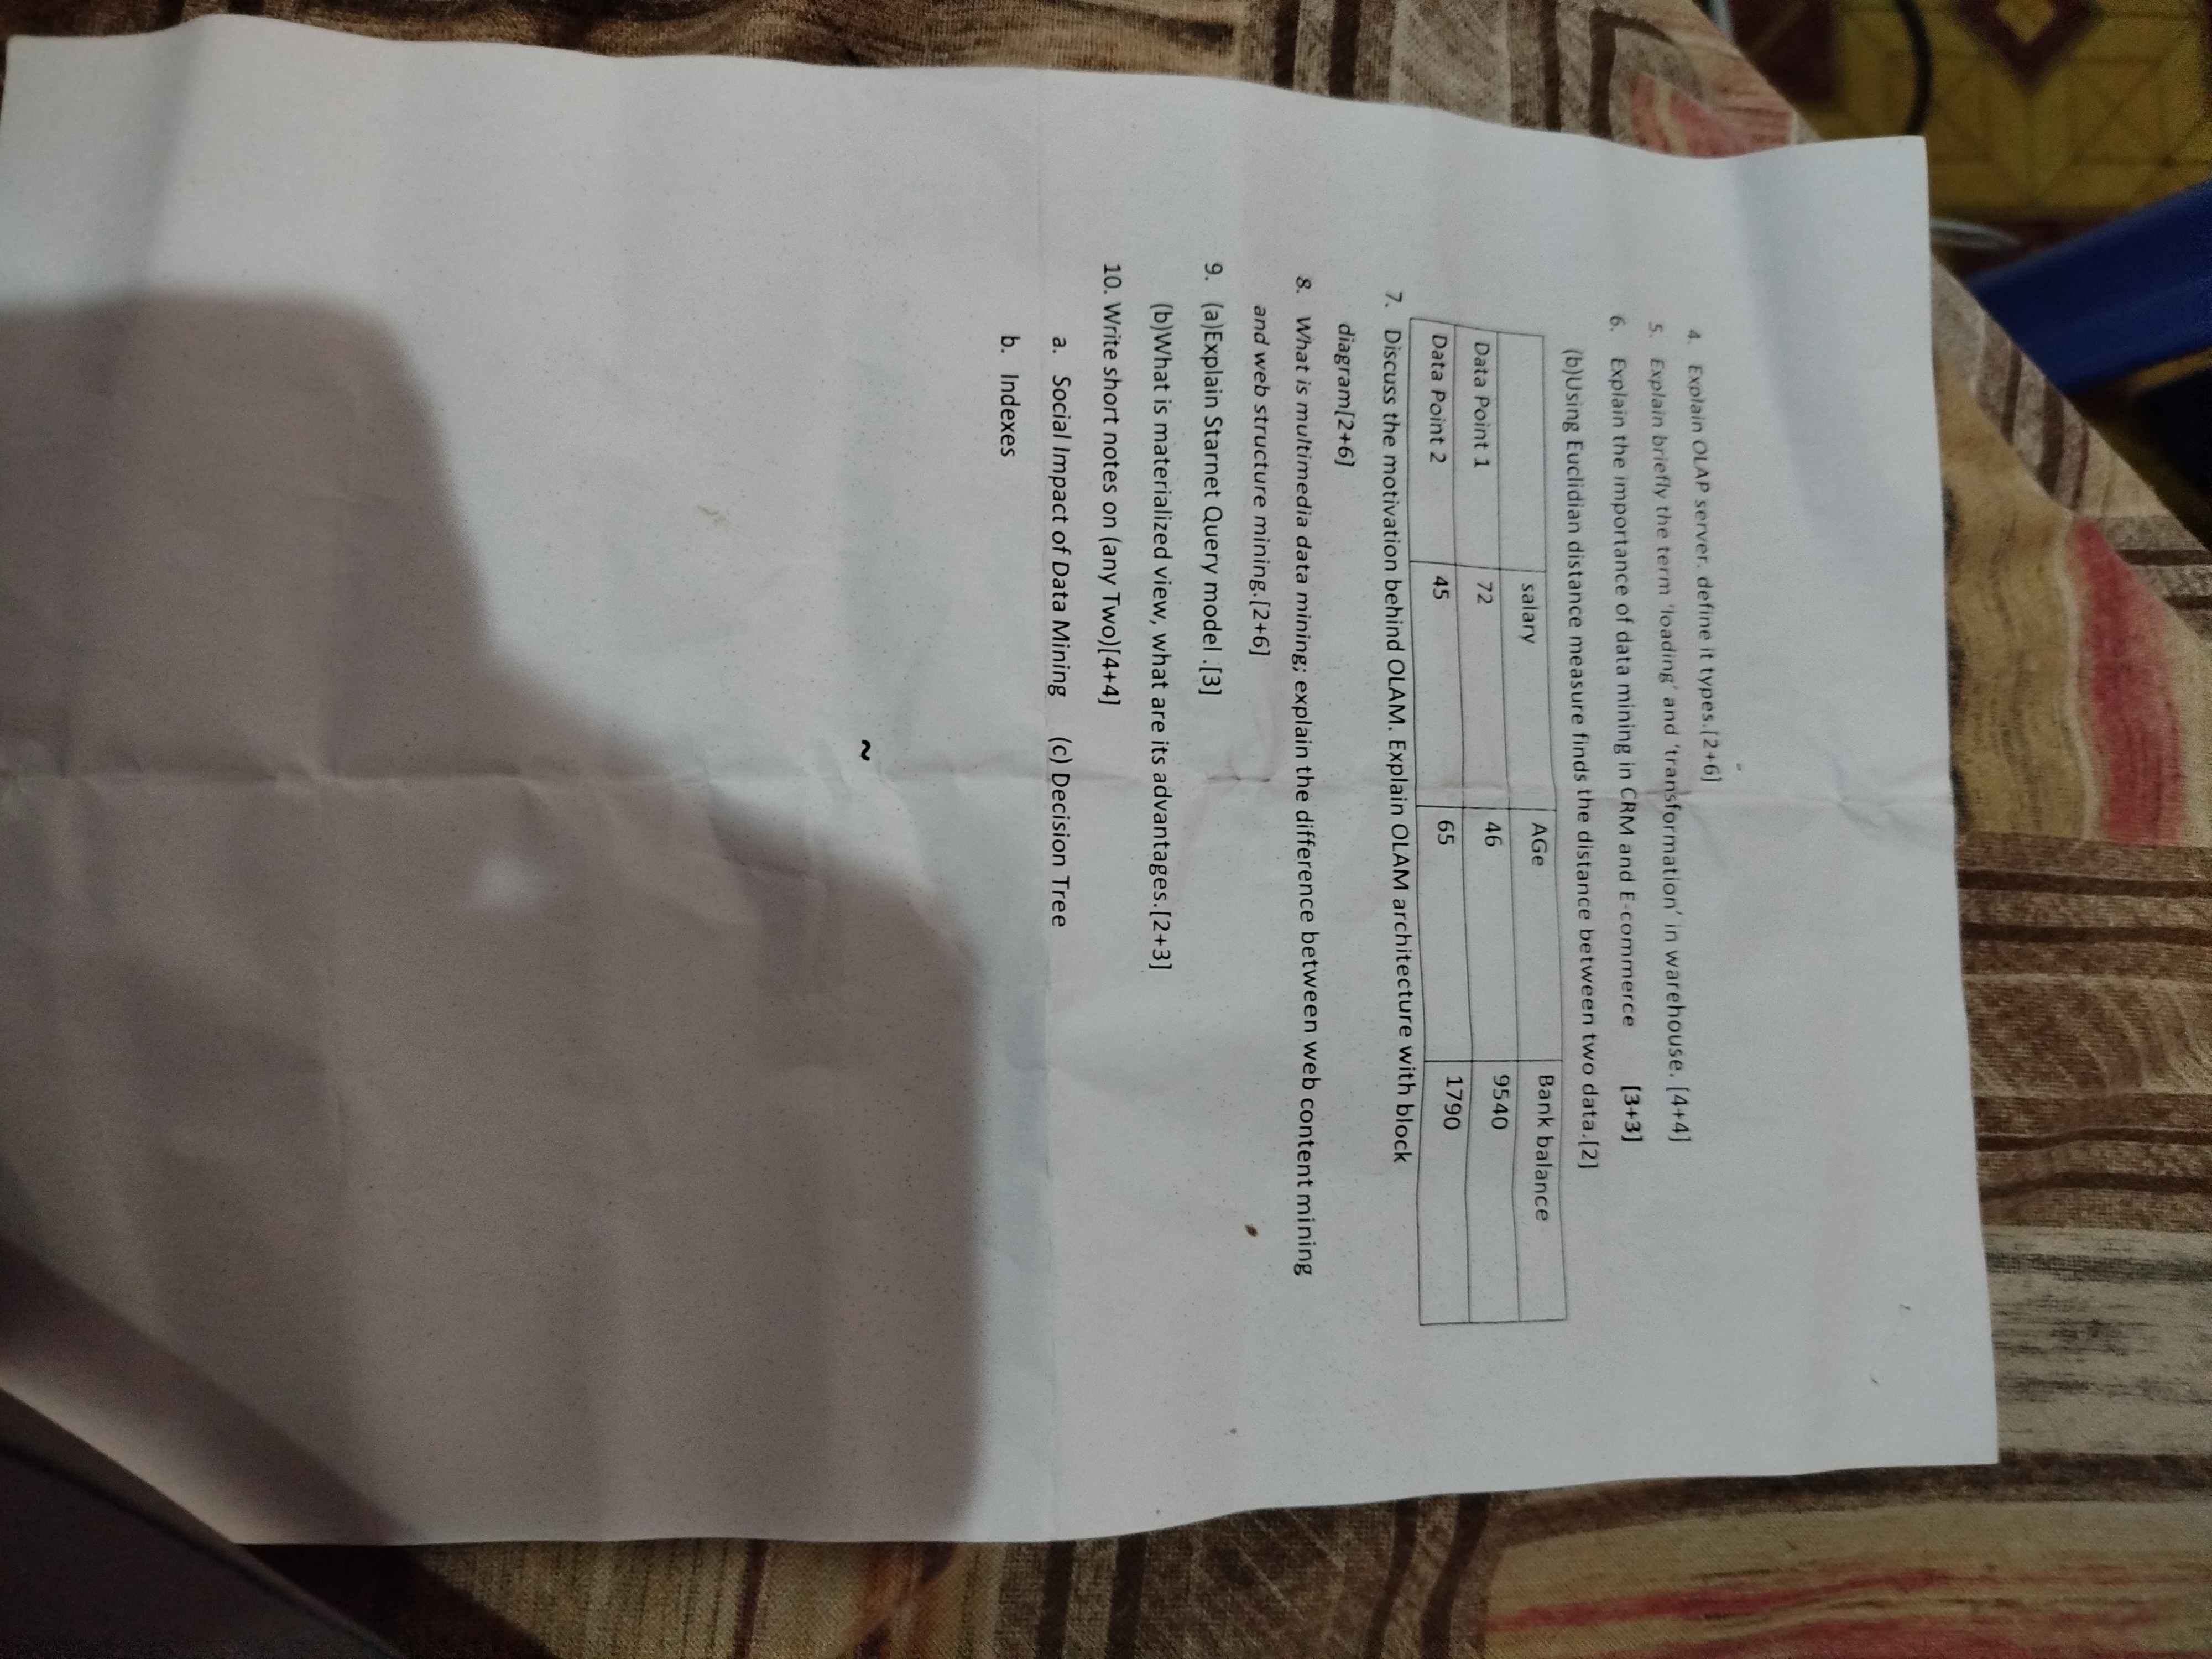 4. Explain OLAP server. define it types.[2+6]
5. Explain briefly the term 'loading' and 'transformation' in warehouse. [4+4]
6. Explain the importance of data mining in CRM and E-commerce [3+3]
(b)Using Euclidian distance measure finds the distance between two data.[2]
salary AGe Bank balance
Data Point 1 72 46 9540
Data Point 2 45 65 1790
7. Discuss the motivation behind OLAM. Explain OLAM architecture with block
diagram[2+6]
8. What is multimedia data mining; explain the difference between web content mining
and web structure mining.[2+6]
9. (a)Explain Starnet Query model .[3]
(b)What is materialized view, what are its advantages.[2+3]
10. Write short notes on (any Two)[4+4]
a. Social Impact of Data Mining (c) Decision Tree
b. Indexes
~